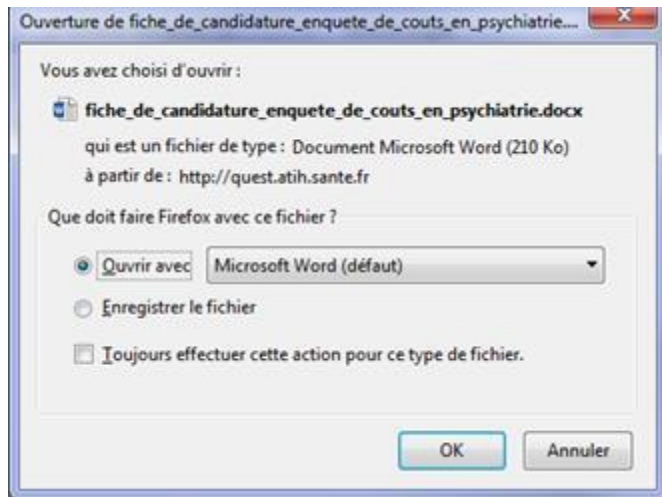 Ouverture de fiche_de_candidature_enquete_de_couts_en_psychiatrie....
Vous avez choisi d'ouvrir :
fiche_de_candidature_enquete_de_couts_en_psychiatrie.docx
qui est un fichier de type : Document Microsoft Word (210 Ko)
à partir de : http://quest.atih.sante.fr
Que doit faire Firefox avec ce fichier ?
Ouvrir avec Microsoft Word (défaut)
Enregistrer le fichier
Toujours effectuer cette action pour ce type de fichier.
OK Annuler